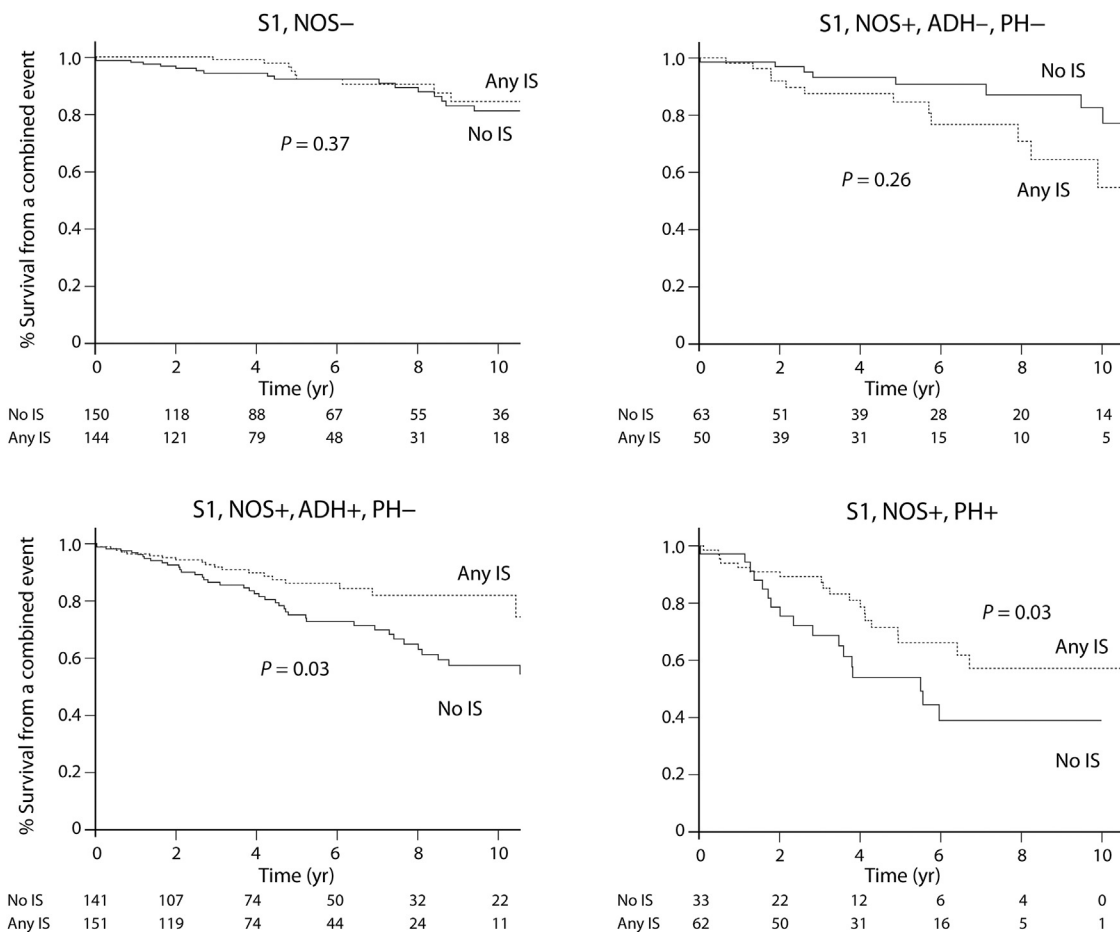 S1, NOS−
% Survival from a combined event
1.0
0.8
0.6
0.4
0.2
0
Any IS
No IS
P = 0.37
0 2 4 6 8 10
Time (yr)
No IS 150 118 88 67 55 36
Any IS 144 121 79 48 31 18
S1, NOS+, ADH−, PH−
1.0
0.8
0.6
0.4
0.2
0
No IS
P = 0.26
Any IS
0 2 4 6 8 10
Time (yr)
No IS 63 51 39 28 20 14
Any IS 50 39 31 15 10 5
S1, NOS+, ADH+, PH−
% Survival from a combined event
1.0
0.8
0.6
0.4
0.2
0
Any IS
P = 0.03
No IS
0 2 4 6 8 10
Time (yr)
No IS 141 107 74 50 32 22
Any IS 151 119 74 44 24 11
S1, NOS+, PH+
1.0
0.8
0.6
0.4
0.2
0
P = 0.03
Any IS
No IS
0 2 4 6 8 10
Time (yr)
No IS 33 22 12 6 4 0
Any IS 62 50 31 16 5 1